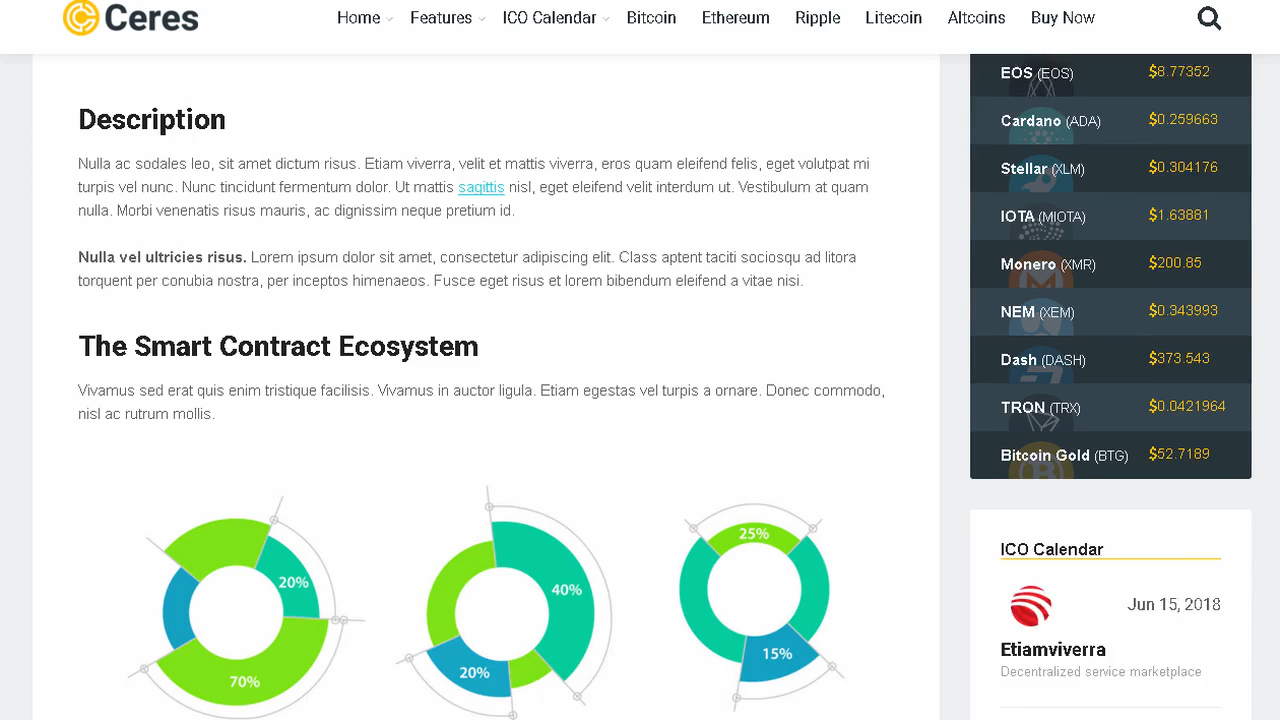 Ceres
Home Features ICO Calendar Bitcoin Ethereum Ripple Litecoin Altcoins Buy Now
Description
Nulla ac sodales leo, sit amet dictum risus. Etiam viverra, velit et mattis viverra, eros quam eleifend felis, eget volutpat mi
turpis vel nunc. Nunc tincidunt fermentum dolor. Ut mattis sagittis nisl, eget eleifend velit interdum ut. Vestibulum at quam
nulla. Morbi venenatis risus mauris, ac dignissim neque pretium id.
Nulla vel ultricies risus. Lorem ipsum dolor sit amet, consectetur adipiscing elit. Class aptent taciti sociosqu ad litora
torquent per conubia nostra, per inceptos himenaeos. Fusce eget risus et lorem bibendum eleifend a vitae nisi.
The Smart Contract Ecosystem
Vivamus sed erat quis enim tristique facilisis. Vivamus in auctor ligula. Etiam egestas vel turpis a ornare. Donec commodo,
nisl ac rutrum mollis.
20%
70%
40%
20%
25%
15%
EOS (EOS) $8.77352
Cardano (ADA) $0.259663
Stellar (XLM) $0.304176
IOTA (MIOTA) $1.63881
Monero (XMR) $200.85
NEM (XEM) $0.343993
Dash (DASH) $373.543
TRON (TRX) $0.0421964
Bitcoin Gold (BTG) $52.7189
ICO Calendar
Jun 15, 2018
Etiamviverra
Decentralized service marketplace